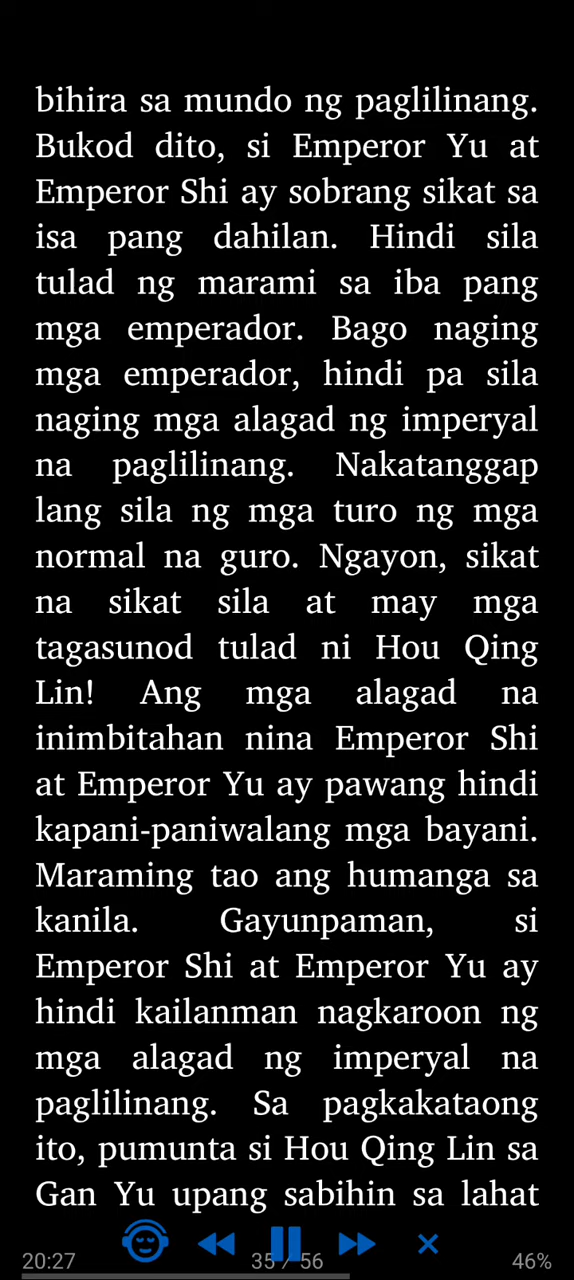 bihira sa mundo ng paglilinang.
Bukod dito, si Emperor Yu at
Emperor Shi ay sobrang sikat sa
isa pang dahilan. Hindi sila
tulad ng marami sa iba pang
mga emperador. Bago naging
mga emperador, hindi pa sila
naging mga alagad ng imperyal
na paglilinang. Nakatanggap
lang sila ng mga turo ng mga
normal na guro. Ngayon, sikat
na sikat sila at may mga
tagasunod tulad ni Hou Qing
Lin! Ang mga alagad na
inimbitahan nina Emperor Shi
at Emperor Yu ay pawang hindi
kapani-paniwalang mga bayani.
Maraming tao ang humanga sa
kanila. Gayunpaman, si
Emperor Shi at Emperor Yu ay
hindi kailanman nagkaroon ng
mga alagad ng imperyal na
paglilinang. Sa pagkakataong
ito, pumunta si Hou Qing Lin sa
Gan Yu upang sabihin sa lahat
20:27 35 / 56 46%